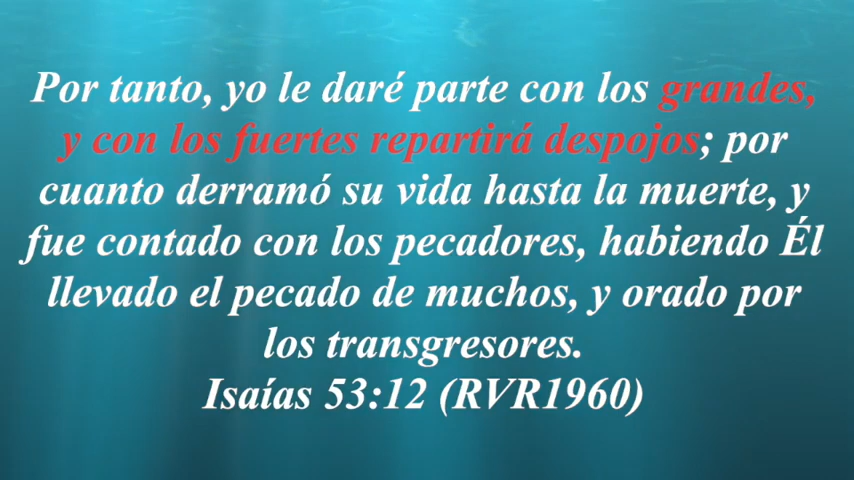 Por tanto, yo le daré parte con los grandes,
y con los fuertes repartirá despojos; por
cuanto derramó su vida hasta la muerte, y
fue contado con los pecadores, habiendo Él
llevado el pecado de muchos, y orado por
los transgresores.
Isaías 53:12 (RVR1960)